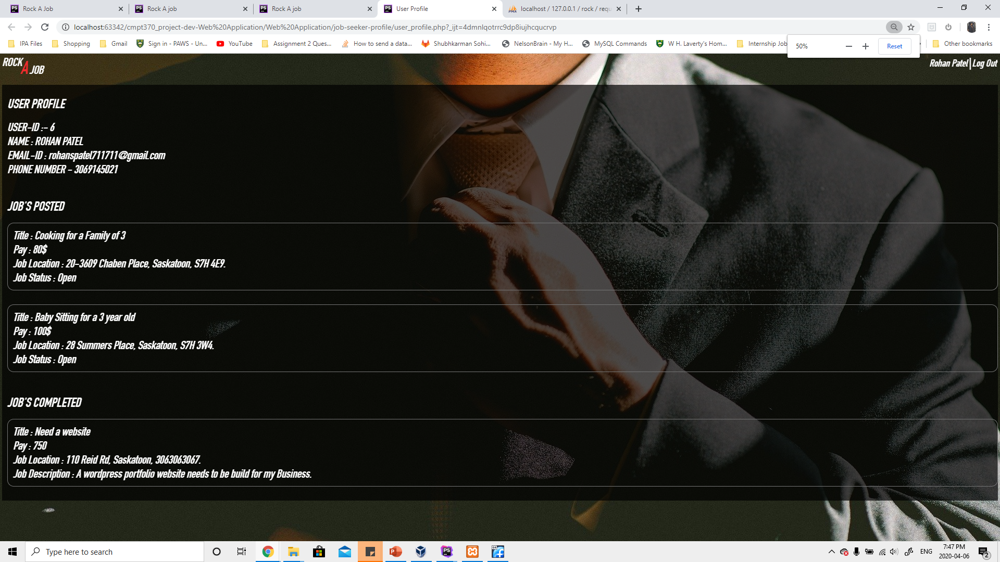 Rock A Job
Rock A job
Rock A job
User Profile
localhost / 127.0.0.1 / rock / requ
localhost:63342/cmpt370_project-dev-Web%20Application/Web%20Application/job-seeker-profile/user_profile.php?_ijt=4dmnlqotrrc9dp8iujhcqucrvp
IPA Files
Shopping
Gmail
Sign in - PAWS - Un...
YouTube
Assignment 2 Ques...
How to send a data...
Shubhkarman Sohi...
NelsonBrain - My H...
MySQL Commands
W H. Laverty's Hom...
Internship Job
Other bookmarks
50%
Reset
ROCK A JOB
Rohan Patel|Log Out
USER PROFILE
USER-ID :- 6
NAME : ROHAN PATEL
EMAIL-ID : rohanspatel711711@gmail.com
PHONE NUMBER - 3069145021
JOB'S POSTED
Title : Cooking for a Family of 3
Pay : 80$
Job Location : 20-3609 Chaben Place, Saskatoon, S7H 4E9.
Job Status : Open
Title : Baby Sitting for a 3 year old
Pay : 100$
Job Location : 28 Summers Place, Saskatoon, S7H 3W4.
Job Status : Open
JOB'S COMPLETED
Title : Need a website
Pay : 750
Job Location : 110 Reid Rd, Saskatoon, 3063063067.
Job Description : A wordpress portfolio website needs to be build for my Business.
Type here to search
ENG
7:47 PM
2020-04-06
2